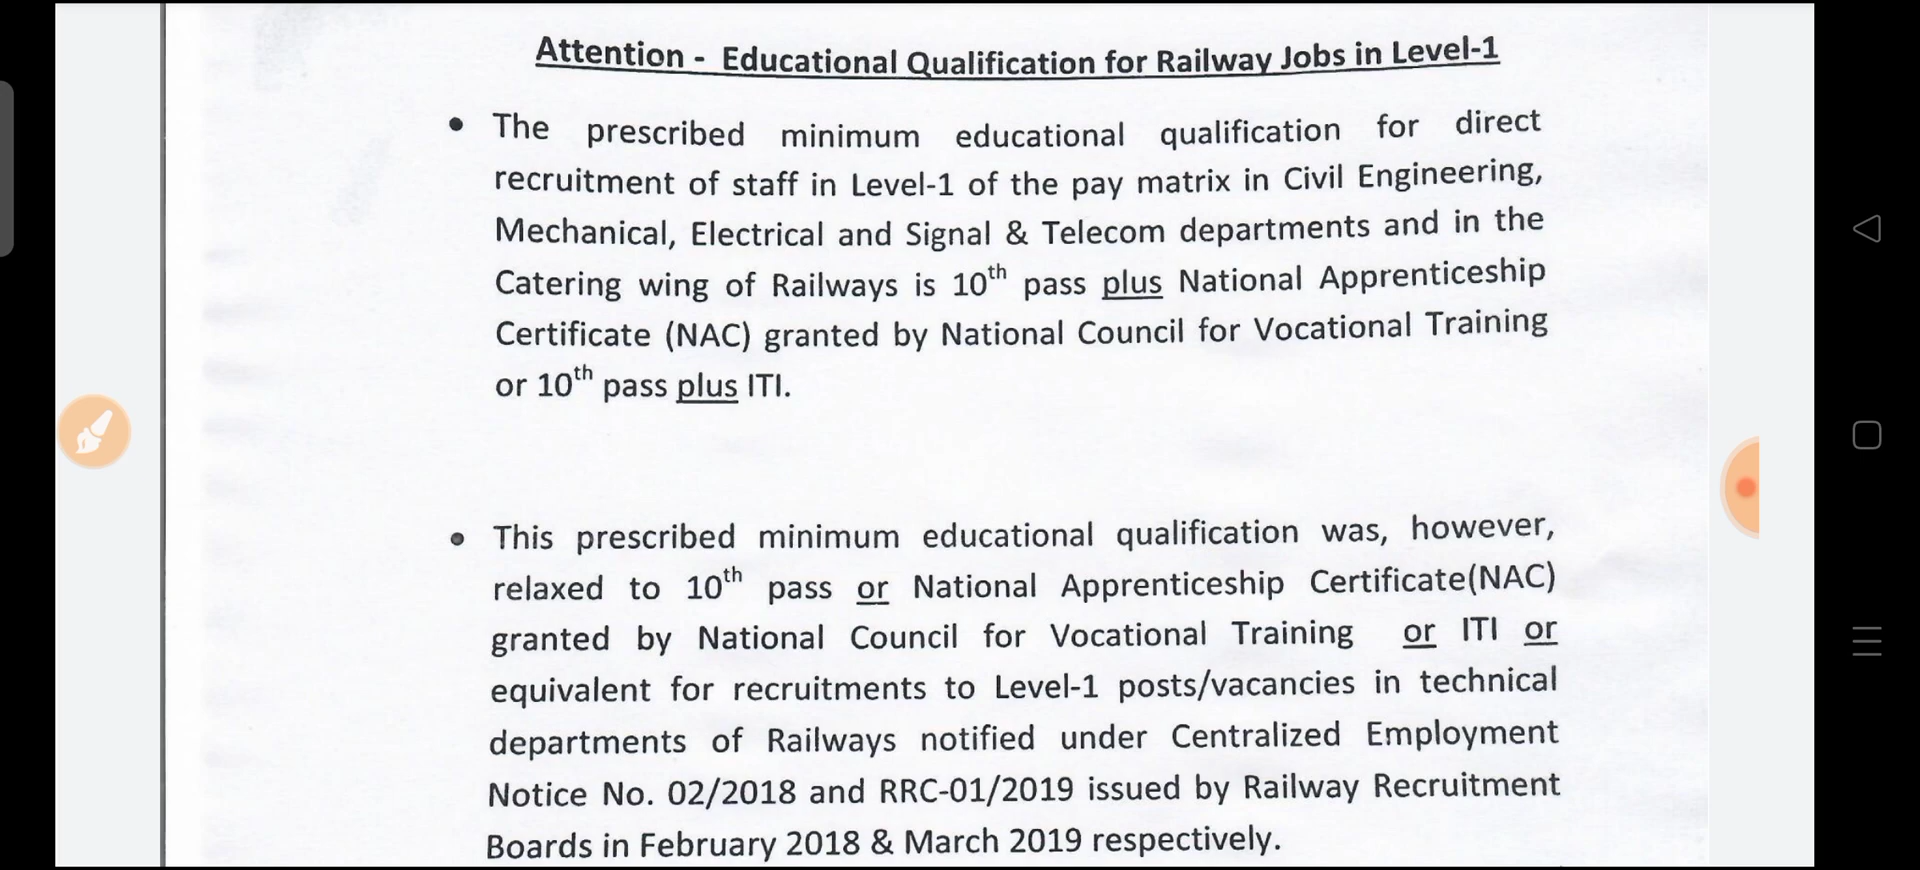 Attention - Educational Qualification for Railway Jobs in Level-1
• The prescribed minimum educational qualification for direct
recruitment of staff in Level-1 of the pay matrix in Civil Engineering,
Mechanical, Electrical and Signal & Telecom departments and in the
Catering wing of Railways is 10th pass plus National Apprenticeship
Certificate (NAC) granted by National Council for Vocational Training
or 10th pass plus ITI.
• This prescribed minimum educational qualification was, however,
relaxed to 10th pass or National Apprenticeship Certificate(NAC)
granted by National Council for Vocational Training or ITI or
equivalent for recruitments to Level-1 posts/vacancies in technical
departments of Railways notified under Centralized Employment
Notice No. 02/2018 and RRC-01/2019 issued by Railway Recruitment
Boards in February 2018 & March 2019 respectively.